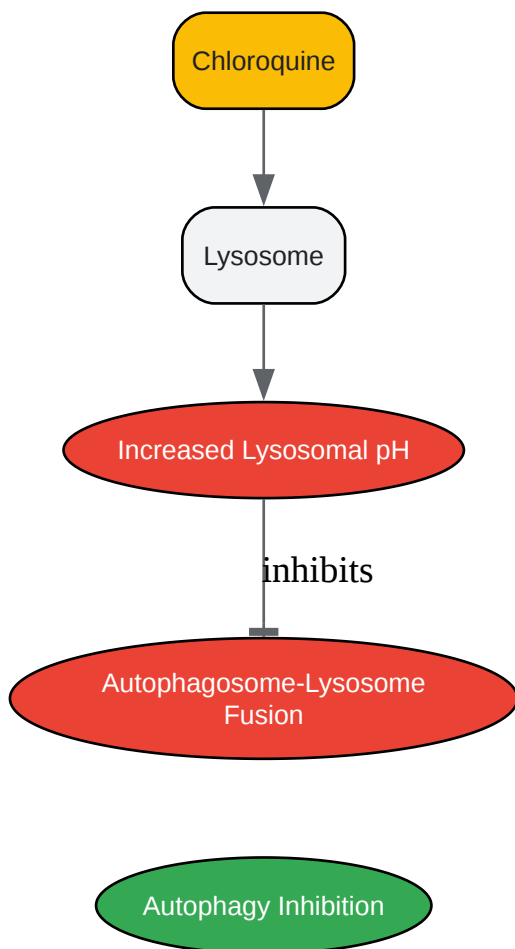 Chloroquine
Lysosome
Increased Lysosomal pH
inhibits
Autophagosome-Lysosome
Fusion
Autophagy Inhibition